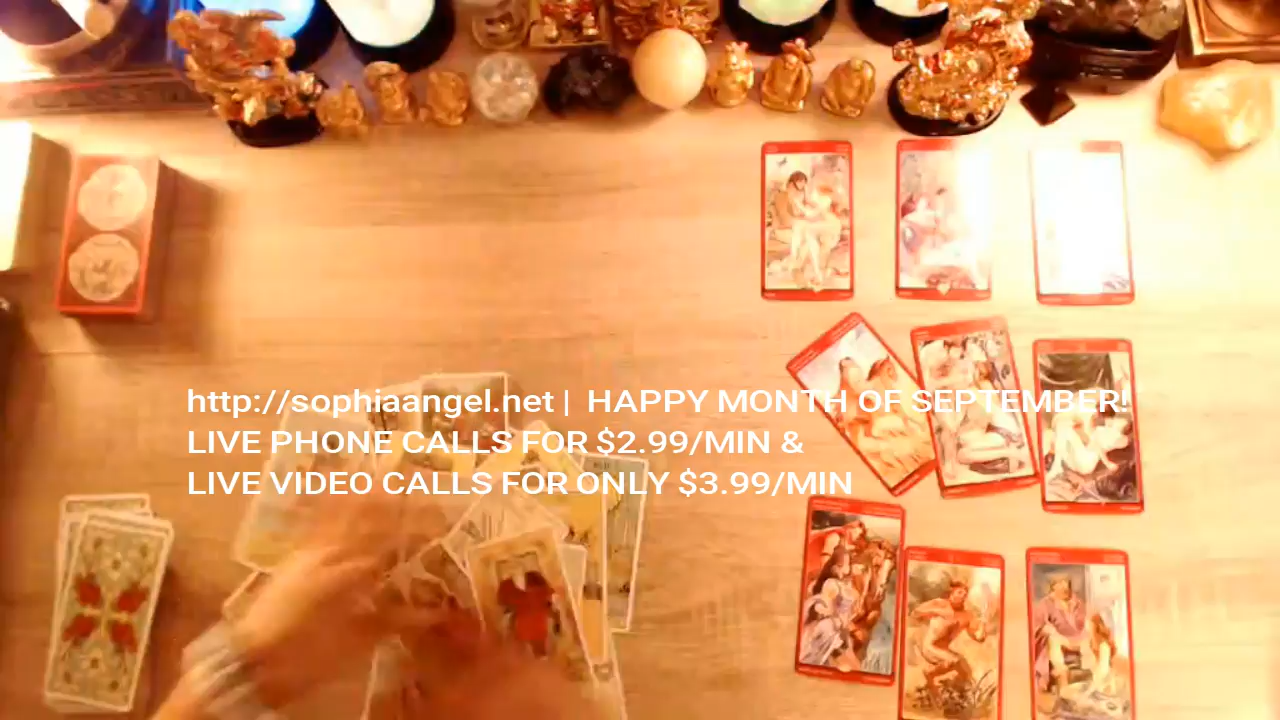 http://sophiaangel.net | HAPPY MONTH OF SEPTEMBER!
LIVE PHONE CALLS FOR $2.99/MIN &
LIVE VIDEO CALLS FOR ONLY $3.99/MIN